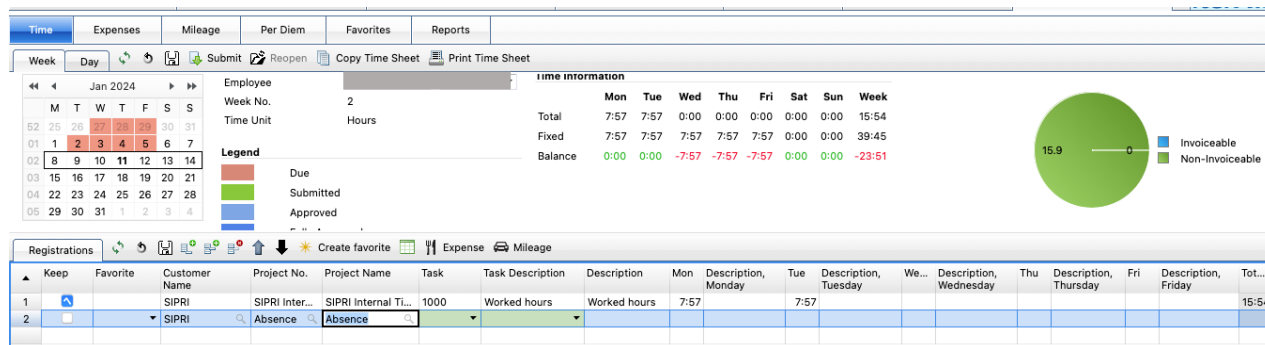 Time Expenses Mileage Per Diem Favorites Reports
Week Day Submit Reopen Copy Time Sheet Print Time Sheet
Jan 2024
M T W T F S S
52 25 26 27 28 29 30 31
01 1 2 3 4 5 6 7
02 8 9 10 11 12 13 14
03 15 16 17 18 19 20 21
04 22 23 24 25 26 27 28
05 29 30 31 1 2 3 4
Employee
Week No. 2
Time Unit Hours
Legend
Due
Submitted
Approved
Time Information
Mon Tue Wed Thu Fri Sat Sun Week
Total 7:57 7:57 0:00 0:00 0:00 0:00 0:00 15:54
Fixed 7:57 7:57 7:57 7:57 7:57 0:00 0:00 39:45
Balance 0:00 0:00 -7:57 -7:57 -7:57 0:00 0:00 -23:51
15.9 0
Invoiceable
Non-Invoiceable
Registrations Create favorite Expense Mileage
Keep Favorite Customer Name Project No. Project Name Task Task Description Description Mon Description, Monday Tue Description, Tuesday We... Description, Wednesday Thu Description, Thursday Fri Description, Friday Tot...
1 SIPRI SIPRI Inter... SIPRI Internal Ti... 1000 Worked hours Worked hours 7:57 7:57 15:54
2 SIPRI Absence Absence